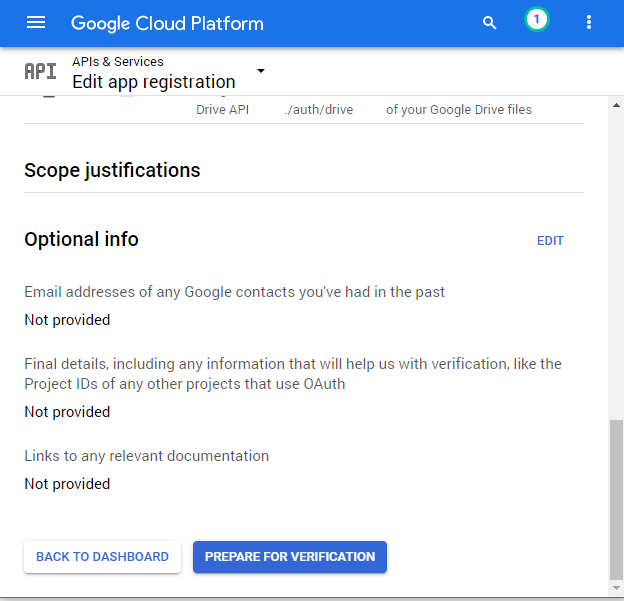 Google Cloud Platform
1
API
APIs & Services
Edit app registration
Drive API ./auth/drive of your Google Drive files
Scope justifications
Optional info
EDIT
Email addresses of any Google contacts you've had in the past
Not provided
Final details, including any information that will help us with verification, like the
Project IDs of any other projects that use OAuth
Not provided
Links to any relevant documentation
Not provided
BACK TO DASHBOARD
PREPARE FOR VERIFICATION